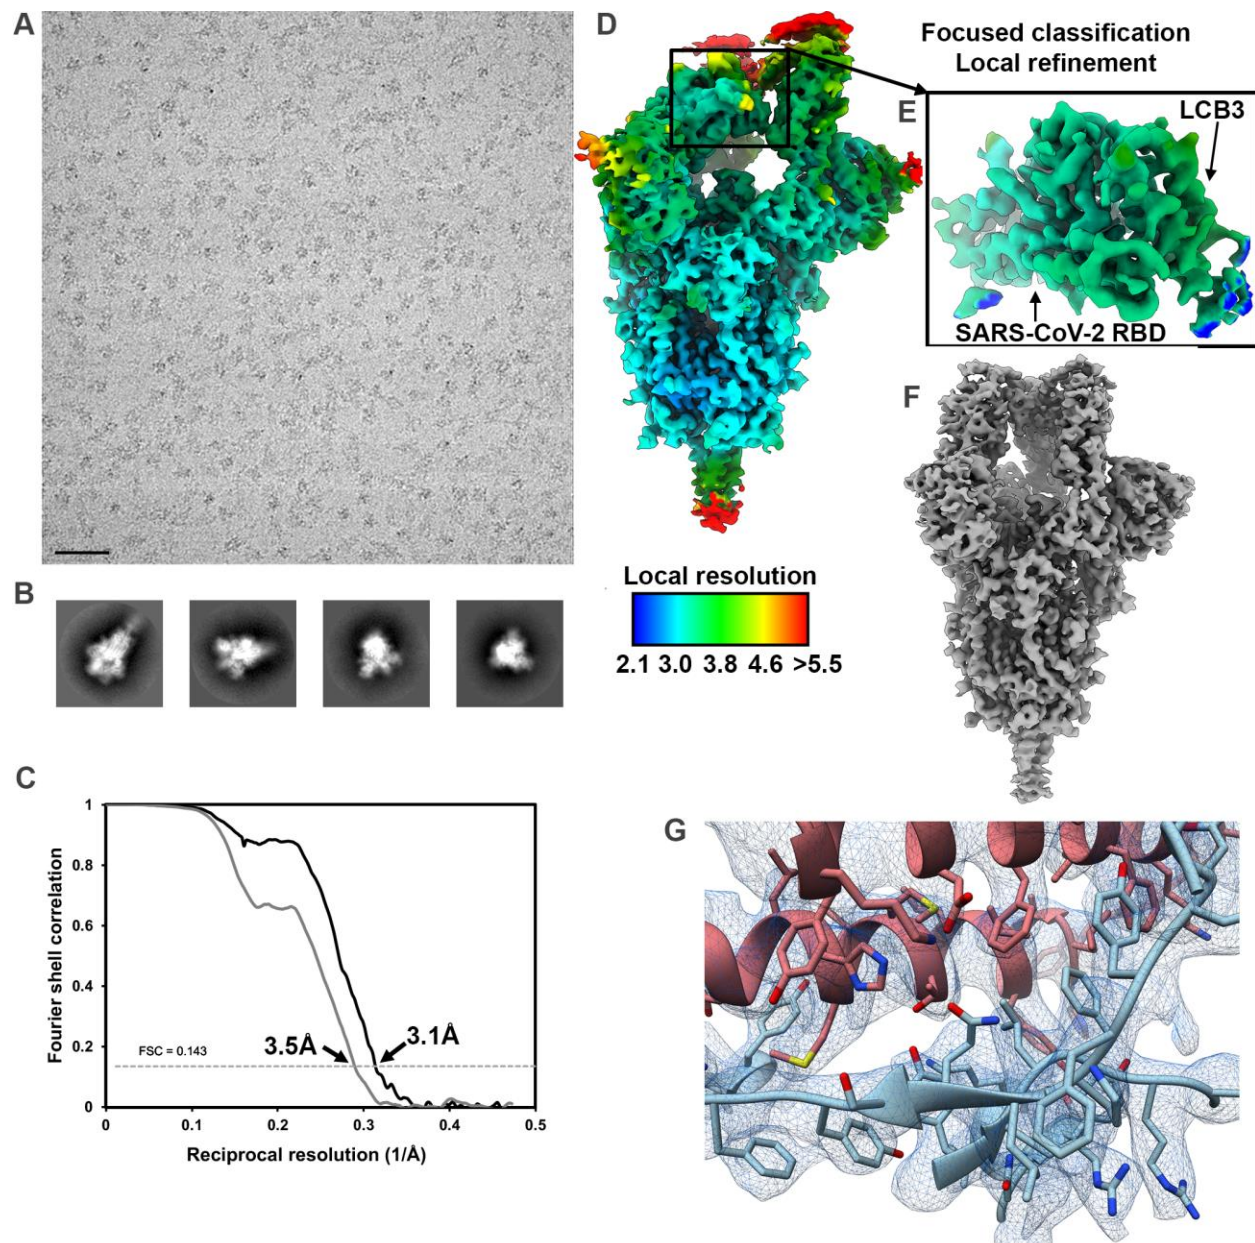 A
B
C
1
0.8
0.6
0.4
0.2
0
FSC = 0.143
3.5Å
3.1Å
0
0.1
0.2
0.3
0.4
0.5
Fourier shell correlation
Reciprocal resolution (1/Å)
D
Focused classification
Local refinement
E
LCB3
SARS-CoV-2 RBD
Local resolution
2.1 3.0 3.8 4.6 >5.5
F
G